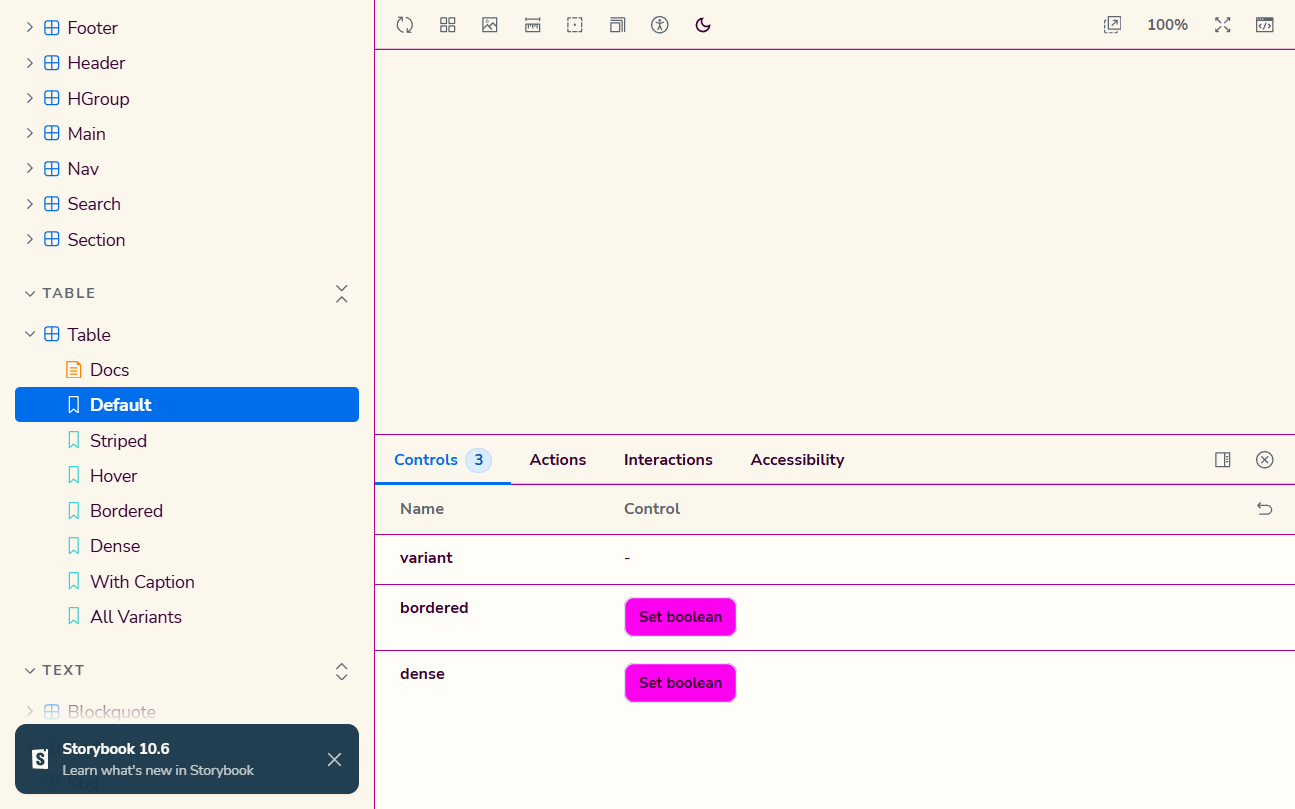 Footer
Header
HGroup
Main
Nav
Search
Section
TABLE
Table
Docs
Default
Striped
Hover
Bordered
Dense
With Caption
All Variants
TEXT
Blockquote
Storybook 10.6
Learn what's new in Storybook
100%
Controls 3 Actions Interactions Accessibility
Name Control
variant -
bordered Set boolean
dense Set boolean